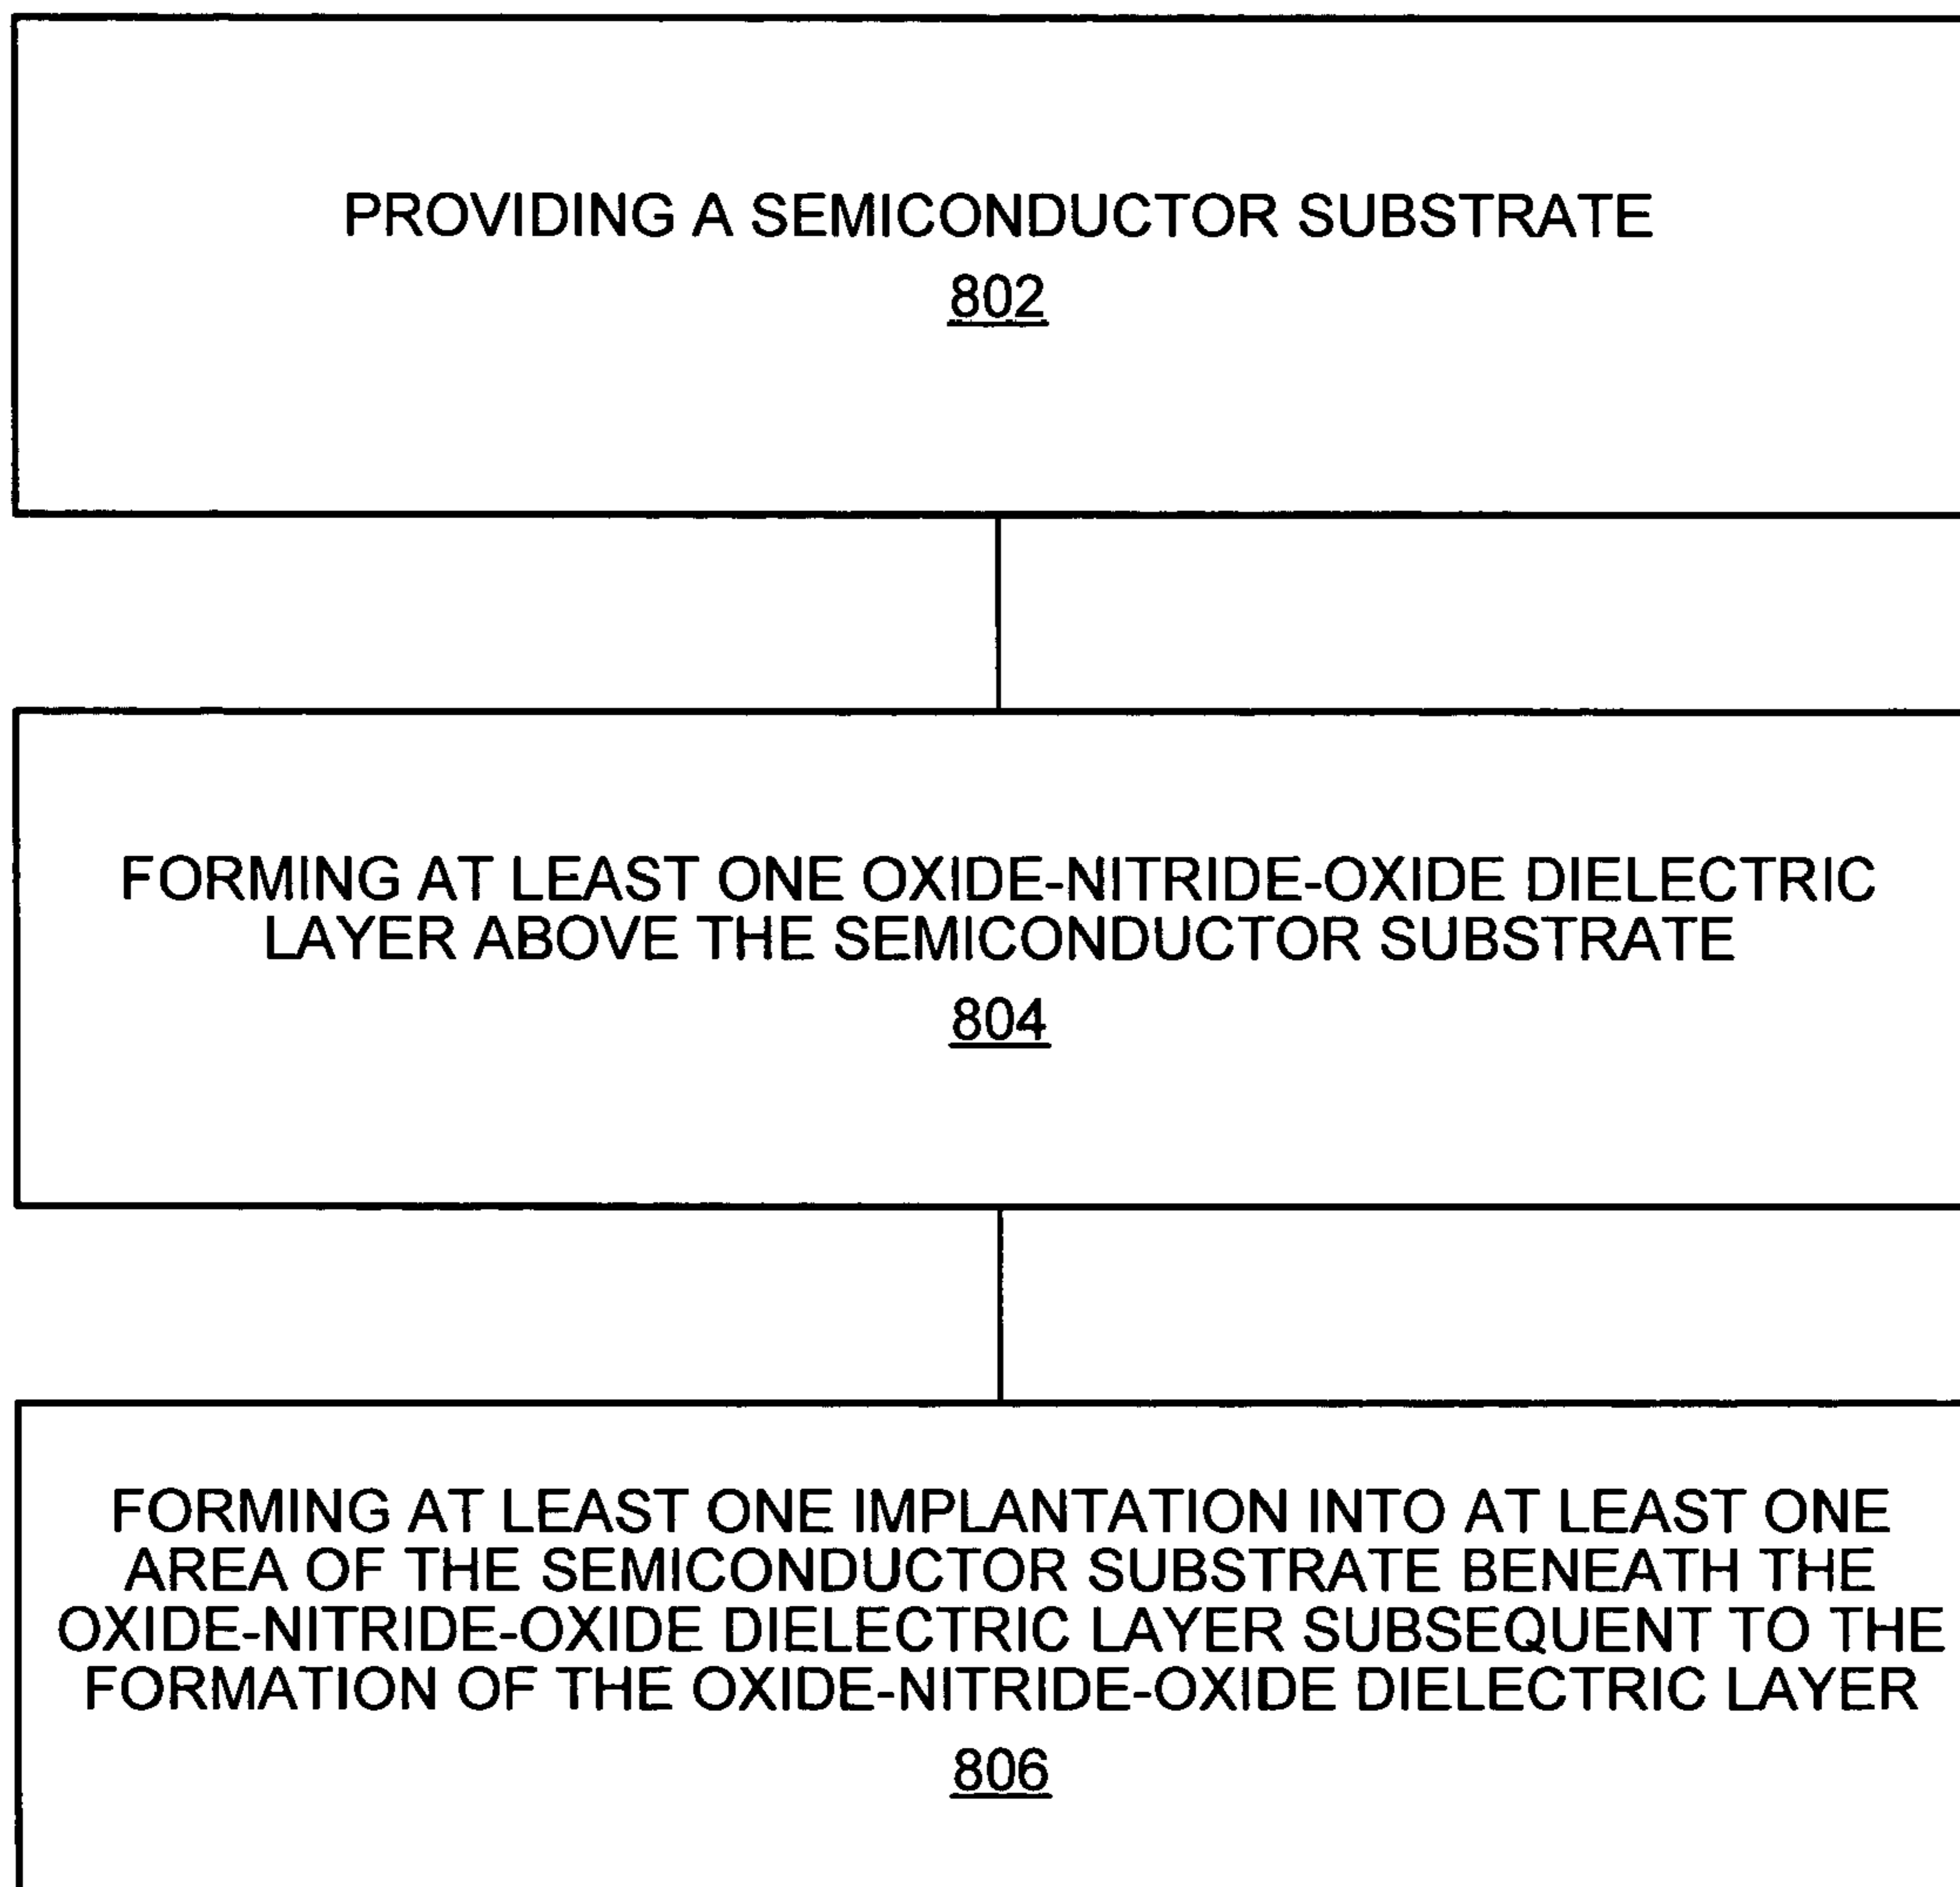 PROVIDING A SEMICONDUCTOR SUBSTRATE
802
FORMING AT LEAST ONE OXIDE-NITRIDE-OXIDE DIELECTRIC
LAYER ABOVE THE SEMICONDUCTOR SUBSTRATE
804
FORMING AT LEAST ONE IMPLANTATION INTO AT LEAST ONE
AREA OF THE SEMICONDUCTOR SUBSTRATE BENEATH THE
OXIDE-NITRIDE-OXIDE DIELECTRIC LAYER SUBSEQUENT TO THE
FORMATION OF THE OXIDE-NITRIDE-OXIDE DIELECTRIC LAYER
806